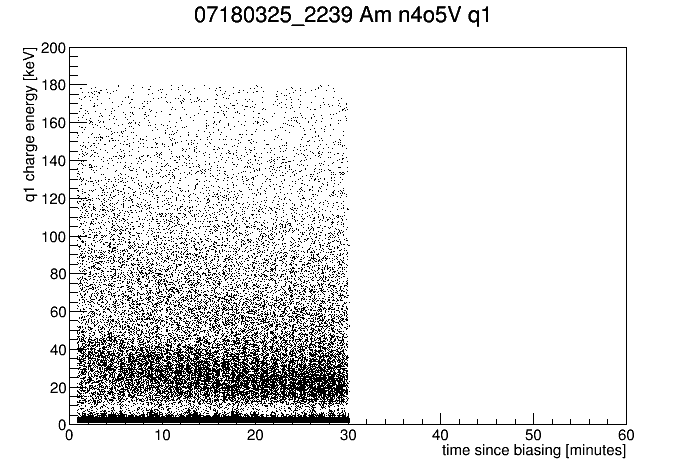 07180325_2239 Am n4o5V q1
q1 charge energy [keV]
200
180
160
140
120
100
80
60
40
20
0
0 10 20 30 40 50 60
time since biasing [minutes]